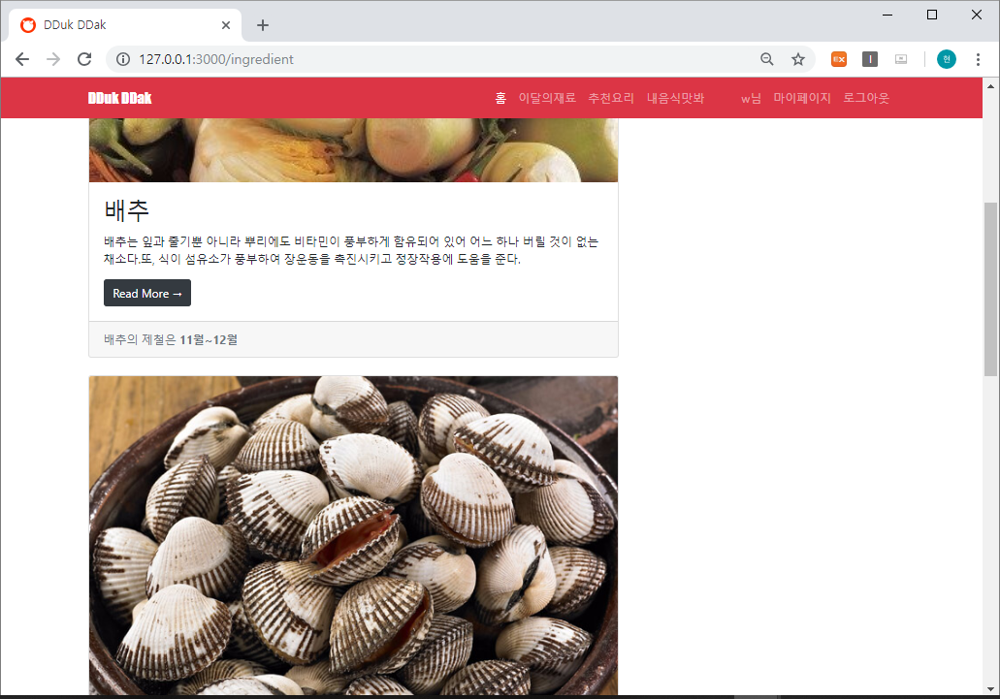 DDuk DDak
127.0.0.1:3000/ingredient
현
DDuk DDak 홈 이달의재료 추천요리 내음식맛봐 w님 마이페이지 로그아웃
배추
배추는 잎과 줄기뿐 아니라 뿌리에도 비타민이 풍부하게 함유되어 있어 어느 하나 버릴 것이 없는
채소다.또, 식이 섬유소가 풍부하여 장운동을 촉진시키고 정장작용에 도움을 준다.
Read More →
배추의 제철은 11월~12월